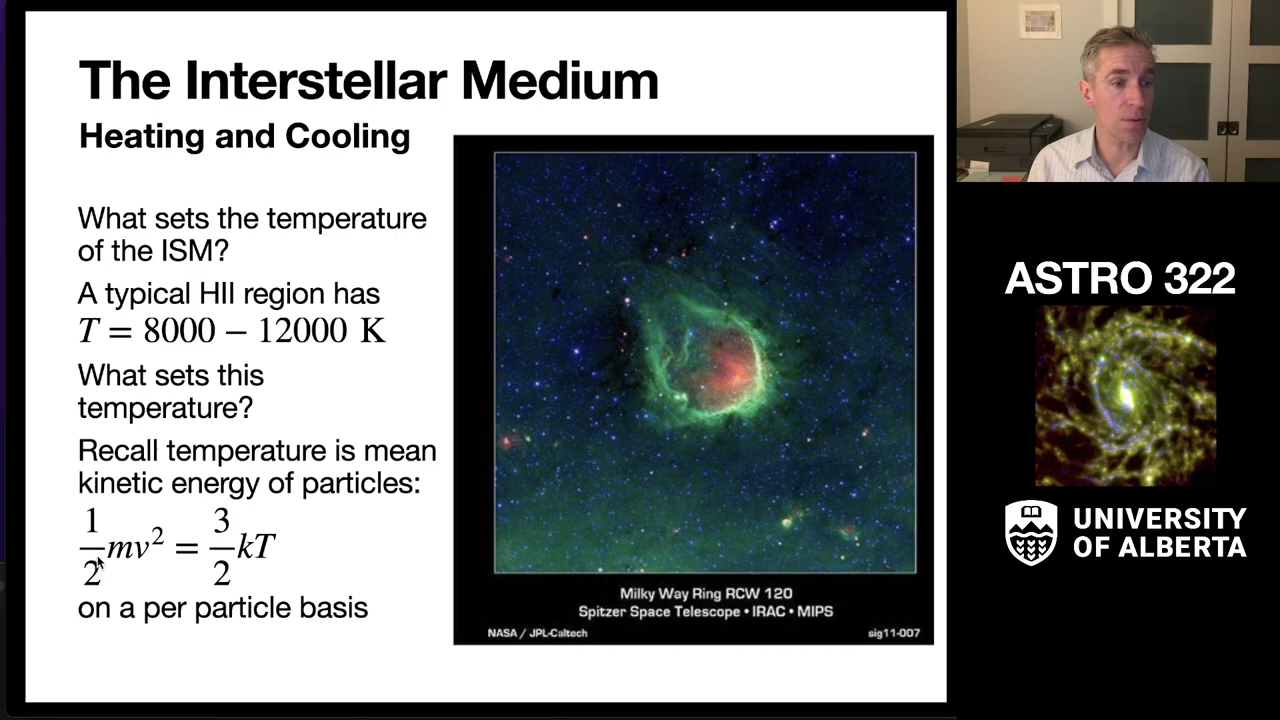 The Interstellar Medium
Heating and Cooling
What sets the temperature
of the ISM?
A typical HII region has
T = 8000 − 12000 K
What sets this
temperature?
Recall temperature is mean
kinetic energy of particles:
1/2 mv² = 3/2 kT
on a per particle basis
Milky Way Ring RCW 120
Spitzer Space Telescope • IRAC • MIPS
NASA / JPL-Caltech
sig11-007
ASTRO 322
UNIVERSITY
OF ALBERTA